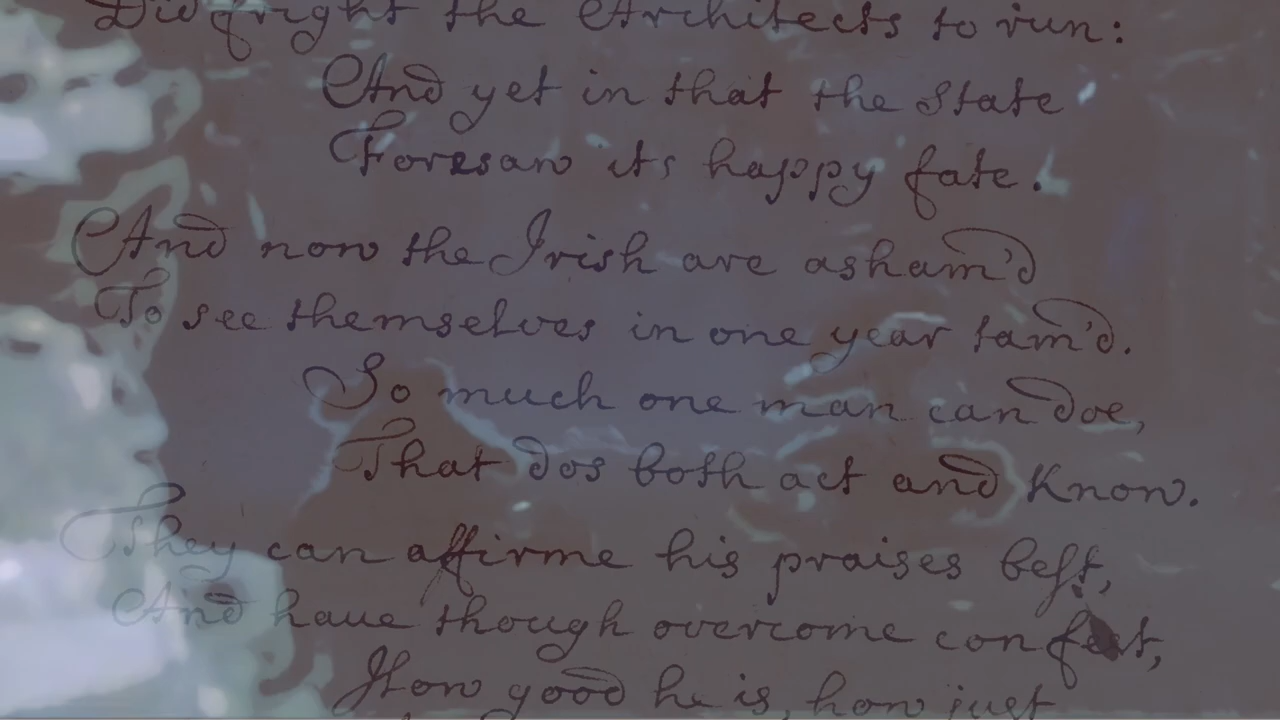 Did fright the Architects to run:
And yet in that the State
Foresaw its happy fate.
And now the Irish are asham'd
To see themselves in one year tam'd.
So much one man can doe,
That dos both act and know.
They can affirme his praises best,
And haue though overcome confest,
How good he is, how just